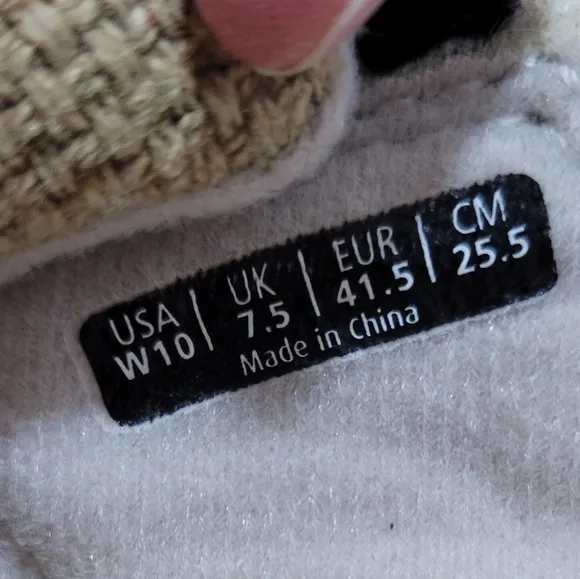 USA | UK | EUR | CM
W10 | 7.5 | 41.5 | 25.5
Made in China